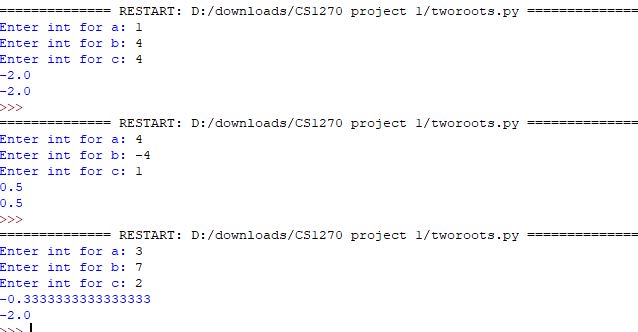 ============== RESTART: D:/downloads/CS1270 project 1/tworoots.py ==============
Enter int for a: 1
Enter int for b: 4
Enter int for c: 4
-2.0
-2.0
>>>
============== RESTART: D:/downloads/CS1270 project 1/tworoots.py ==============
Enter int for a: 4
Enter int for b: -4
Enter int for c: 1
0.5
0.5
>>>
============== RESTART: D:/downloads/CS1270 project 1/tworoots.py ==============
Enter int for a: 3
Enter int for b: 7
Enter int for c: 2
-0.3333333333333333
-2.0
>>>